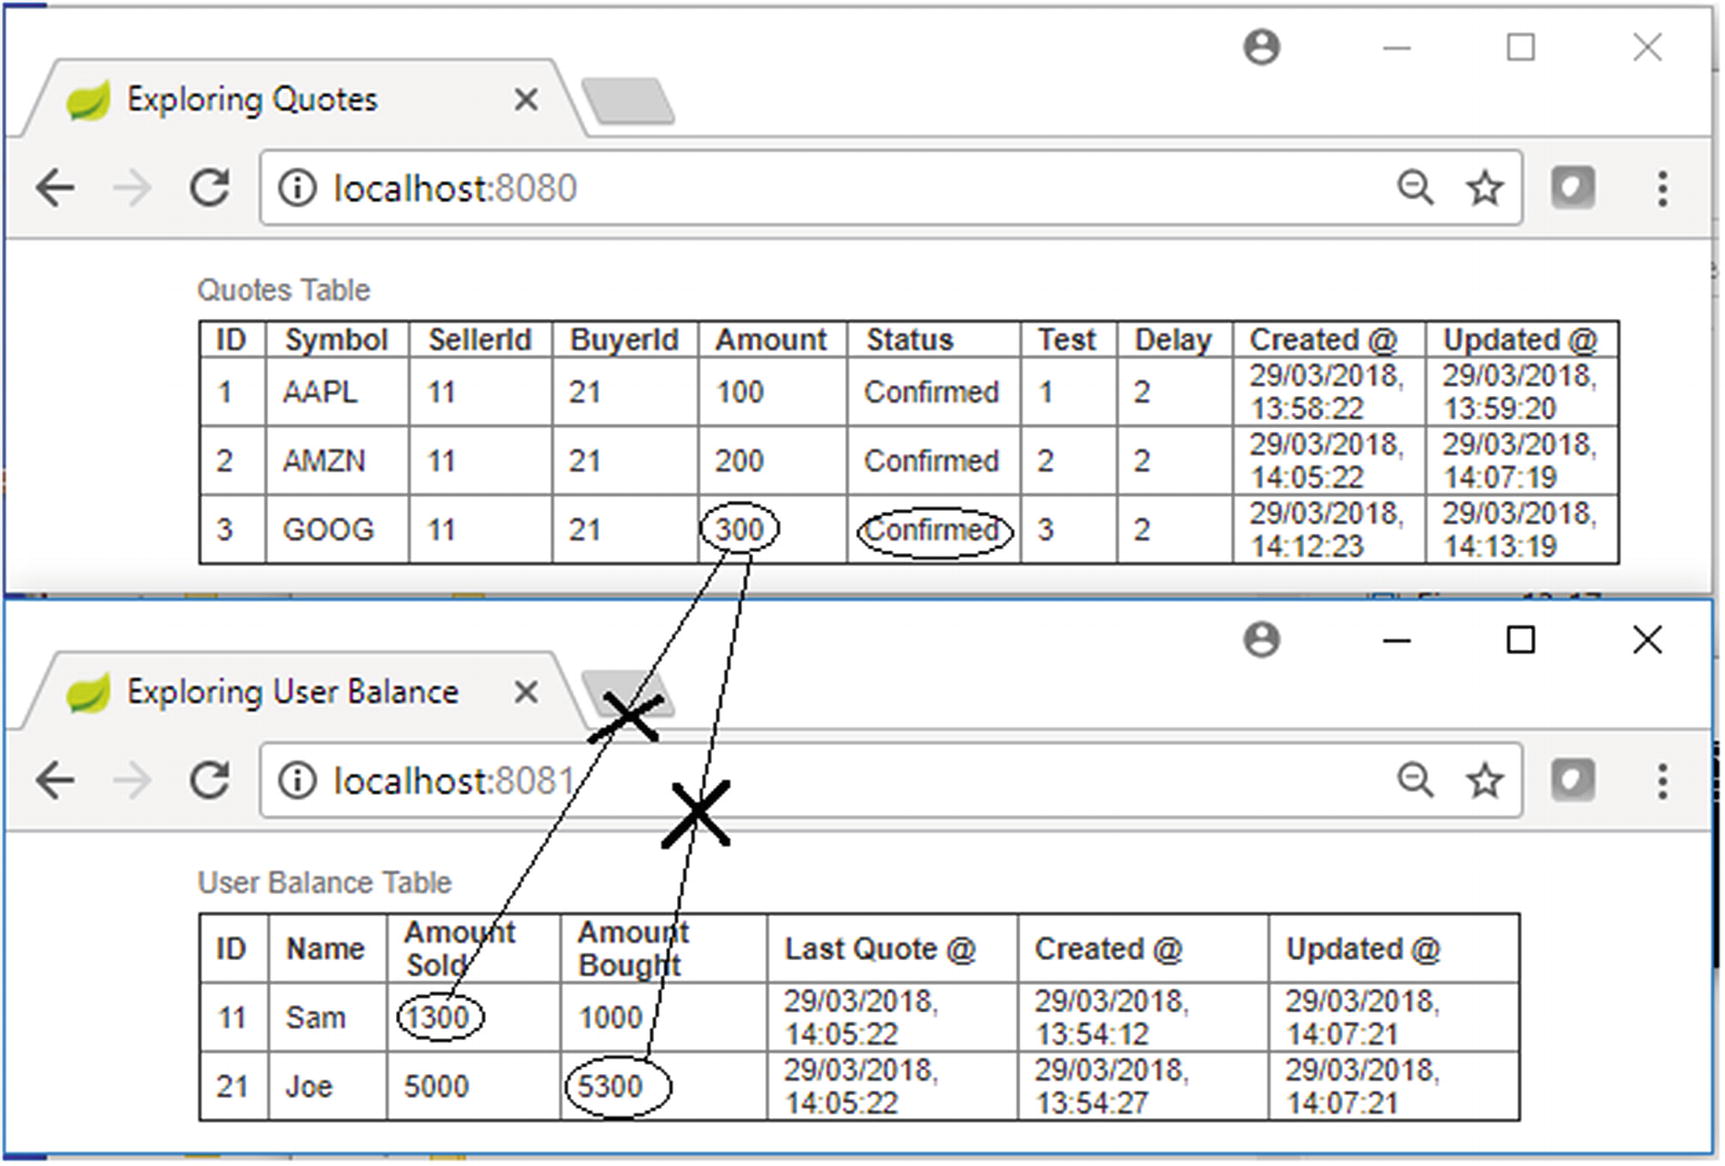 Exploring Quotes
localhost:8080
Quotes Table
ID Symbol SellerId BuyerId Amount Status Test Delay Created @ Updated @
1 AAPL 11 21 100 Confirmed 1 2 29/03/2018, 13:58:22 29/03/2018, 13:59:20
2 AMZN 11 21 200 Confirmed 2 2 29/03/2018, 14:05:22 29/03/2018, 14:07:19
3 GOOG 11 21 300 Confirmed 3 2 29/03/2018, 14:12:23 29/03/2018, 14:13:19
Exploring User Balance
localhost:8081
User Balance Table
ID Name Amount Sold Amount Bought Last Quote @ Created @ Updated @
11 Sam 1300 1000 29/03/2018, 14:05:22 29/03/2018, 13:54:12 29/03/2018, 14:07:21
21 Joe 5000 5300 29/03/2018, 14:05:22 29/03/2018, 13:54:27 29/03/2018, 14:07:21